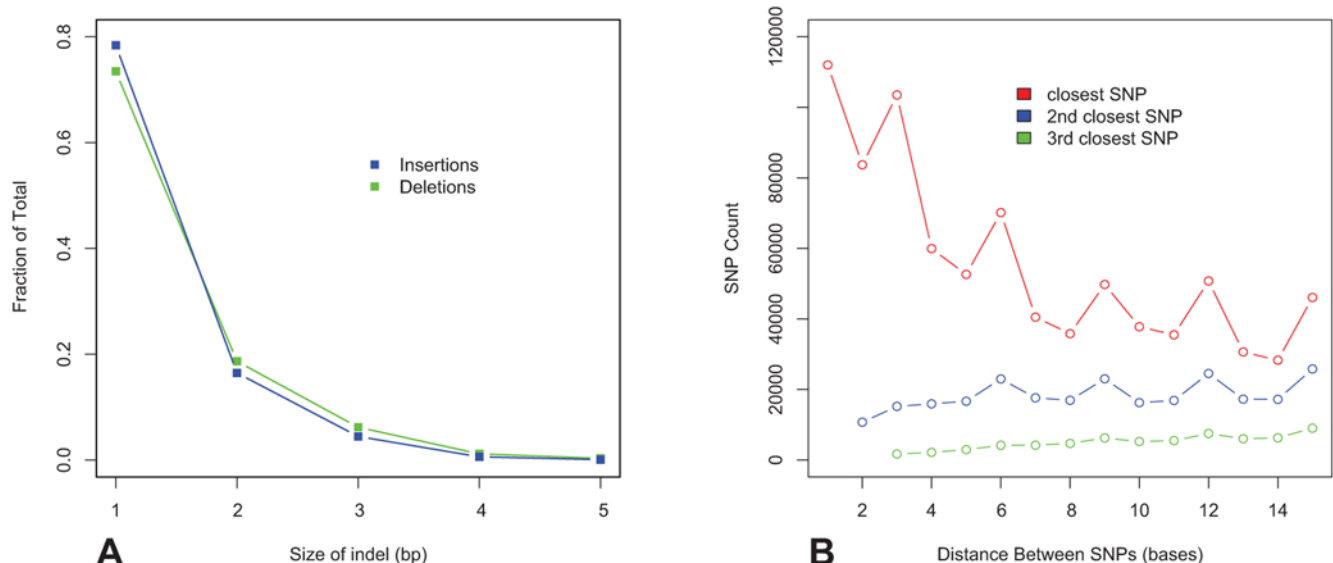 0.8
0.6
0.4
0.2
0.0
Fraction of Total
Insertions
Deletions
1 2 3 4 5
A
Size of indel (bp)
120000
80000
60000
40000
20000
0
SNP Count
closest SNP
2nd closest SNP
3rd closest SNP
2 4 6 8 10 12 14
B
Distance Between SNPs (bases)